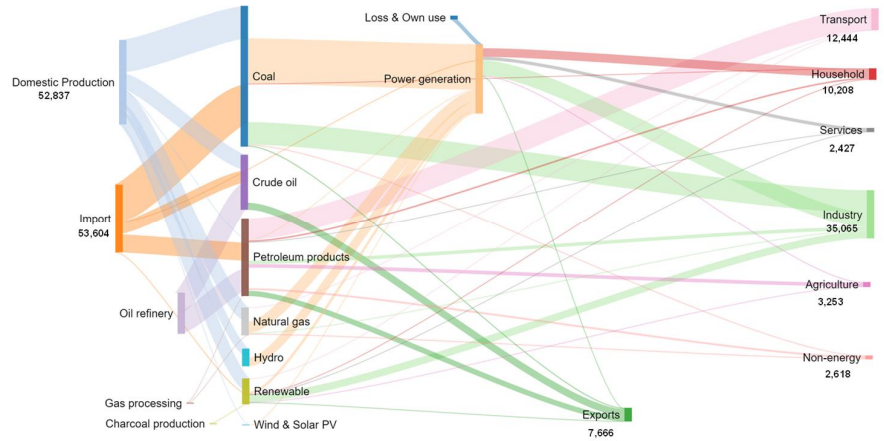 Loss & Own use
Transport
12,444
Domestic Production
52,837
Coal
Power generation
Household
10,208
Services
2,427
Crude oil
Import
53,604
Industry
35,065
Petroleum products
Agriculture
3,253
Oil refinery
Natural gas
Hydro
Non-energy
2,618
Renewable
Gas processing
Exports
7,666
Charcoal production
Wind & Solar PV